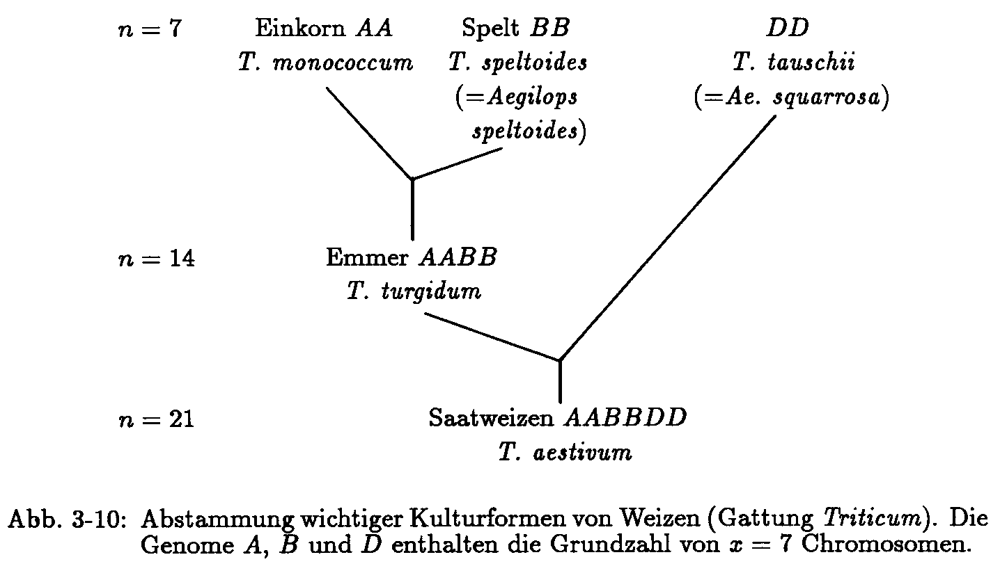 n = 7 Einkorn AA Spelt BB DD
T. monococcum T. speltoides T. tauschii
(=Aegilops (=Ae. squarrosa)
speltoides)
n = 14 Emmer AABB
T. turgidum
n = 21 Saatweizen AABBDD
T. aestivum
Abb. 3-10: Abstammung wichtiger Kulturformen von Weizen (Gattung Triticum). Die
Genome A, B und D enthalten die Grundzahl von x = 7 Chromosomen.